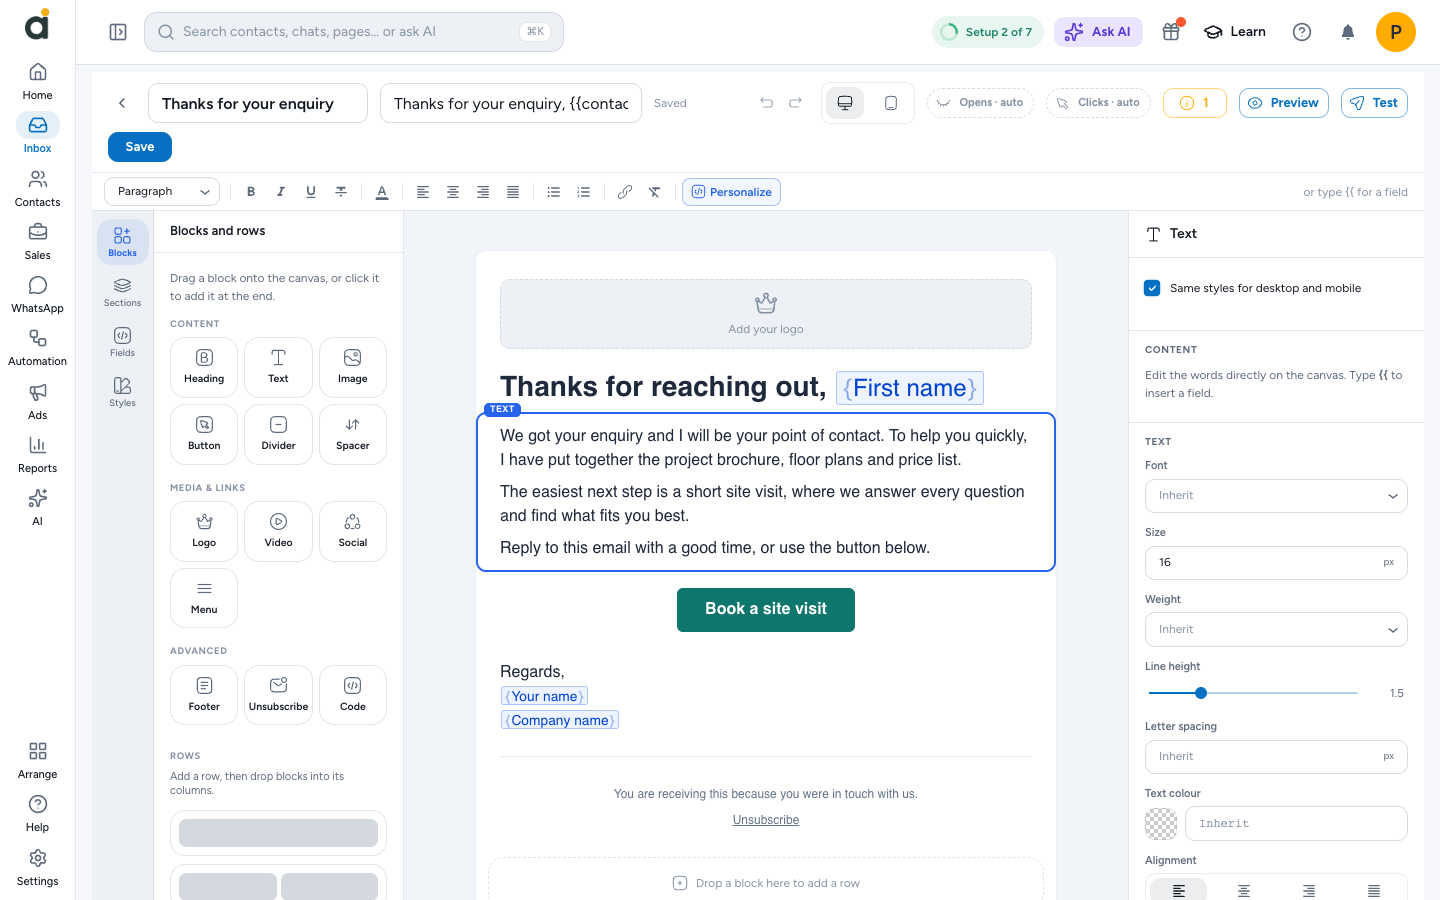 Search contacts, chats, pages... or ask AI
⌘K
Setup 2 of 7
Ask AI
Learn
P
Home
Inbox
Contacts
Sales
WhatsApp
Automation
Ads
Reports
AI
Arrange
Help
Settings
Thanks for your enquiry
Thanks for your enquiry, {{contac
Saved
Opens · auto
Clicks · auto
1
Preview
Test
Save
Paragraph
B
I
U
A
Personalize
or type {{ for a field
Blocks
Sections
Fields
Styles
Blocks and rows
Drag a block onto the canvas, or click it
to add it at the end.
CONTENT
Heading
Text
Image
Button
Divider
Spacer
MEDIA & LINKS
Logo
Video
Social
Menu
ADVANCED
Footer
Unsubscribe
Code
ROWS
Add a row, then drop blocks into its
columns.
Add your logo
Thanks for reaching out, {First name}
TEXT
We got your enquiry and I will be your point of contact. To help you quickly,
I have put together the project brochure, floor plans and price list.
The easiest next step is a short site visit, where we answer every question
and find what fits you best.
Reply to this email with a good time, or use the button below.
Book a site visit
Regards,
{Your name}
{Company name}
You are receiving this because you were in touch with us.
Unsubscribe
Drop a block here to add a row
Text
Same styles for desktop and mobile
CONTENT
Edit the words directly on the canvas. Type {{ to
insert a field.
TEXT
Font
Inherit
Size
16
px
Weight
Inherit
Line height
1.5
Letter spacing
Inherit
px
Text colour
Inherit
Alignment